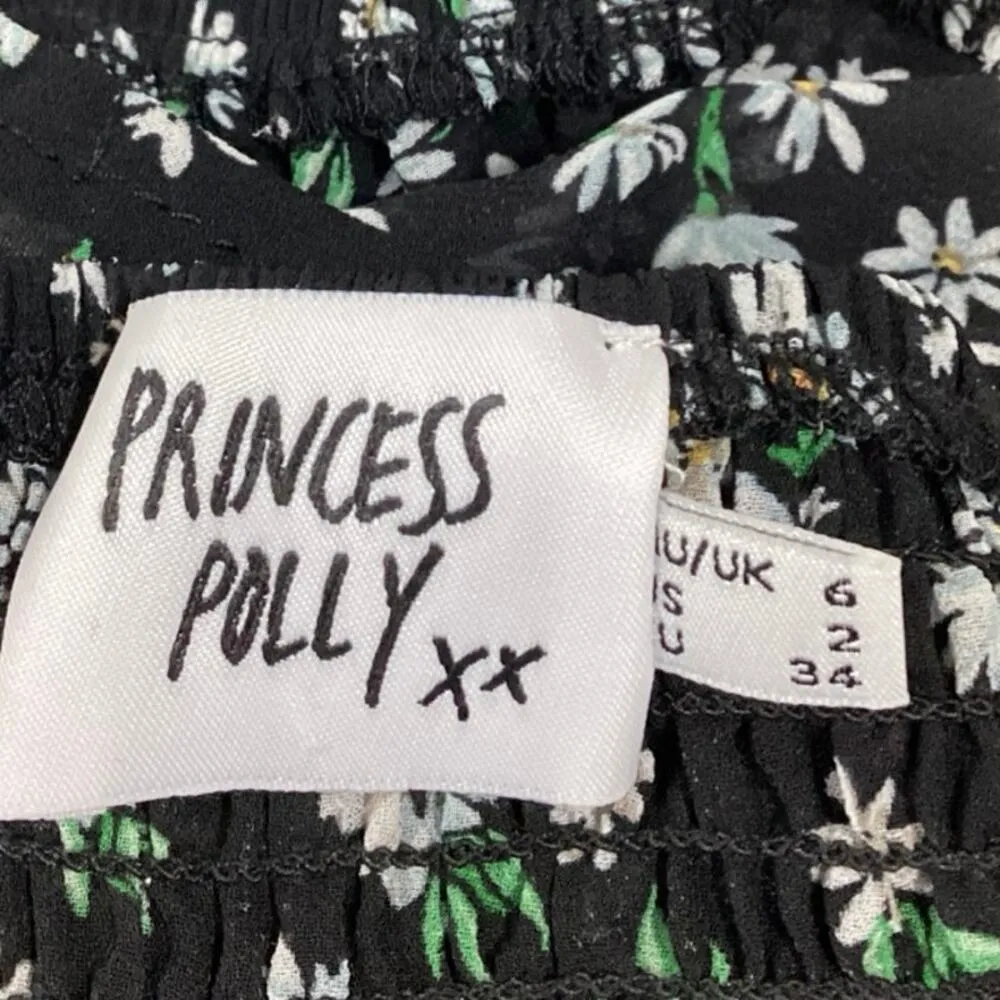 PRINCESS
POLLY
xx
U/UK 6
S 2
U 34